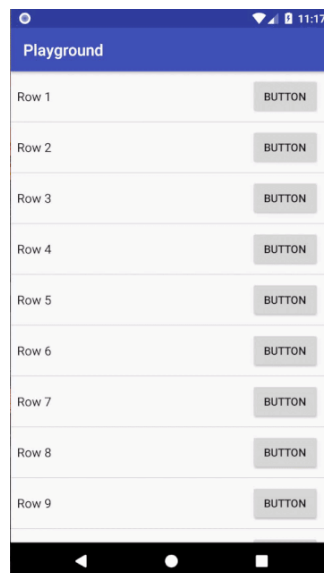 11:17
Playground
Row 1 BUTTON
Row 2 BUTTON
Row 3 BUTTON
Row 4 BUTTON
Row 5 BUTTON
Row 6 BUTTON
Row 7 BUTTON
Row 8 BUTTON
Row 9 BUTTON